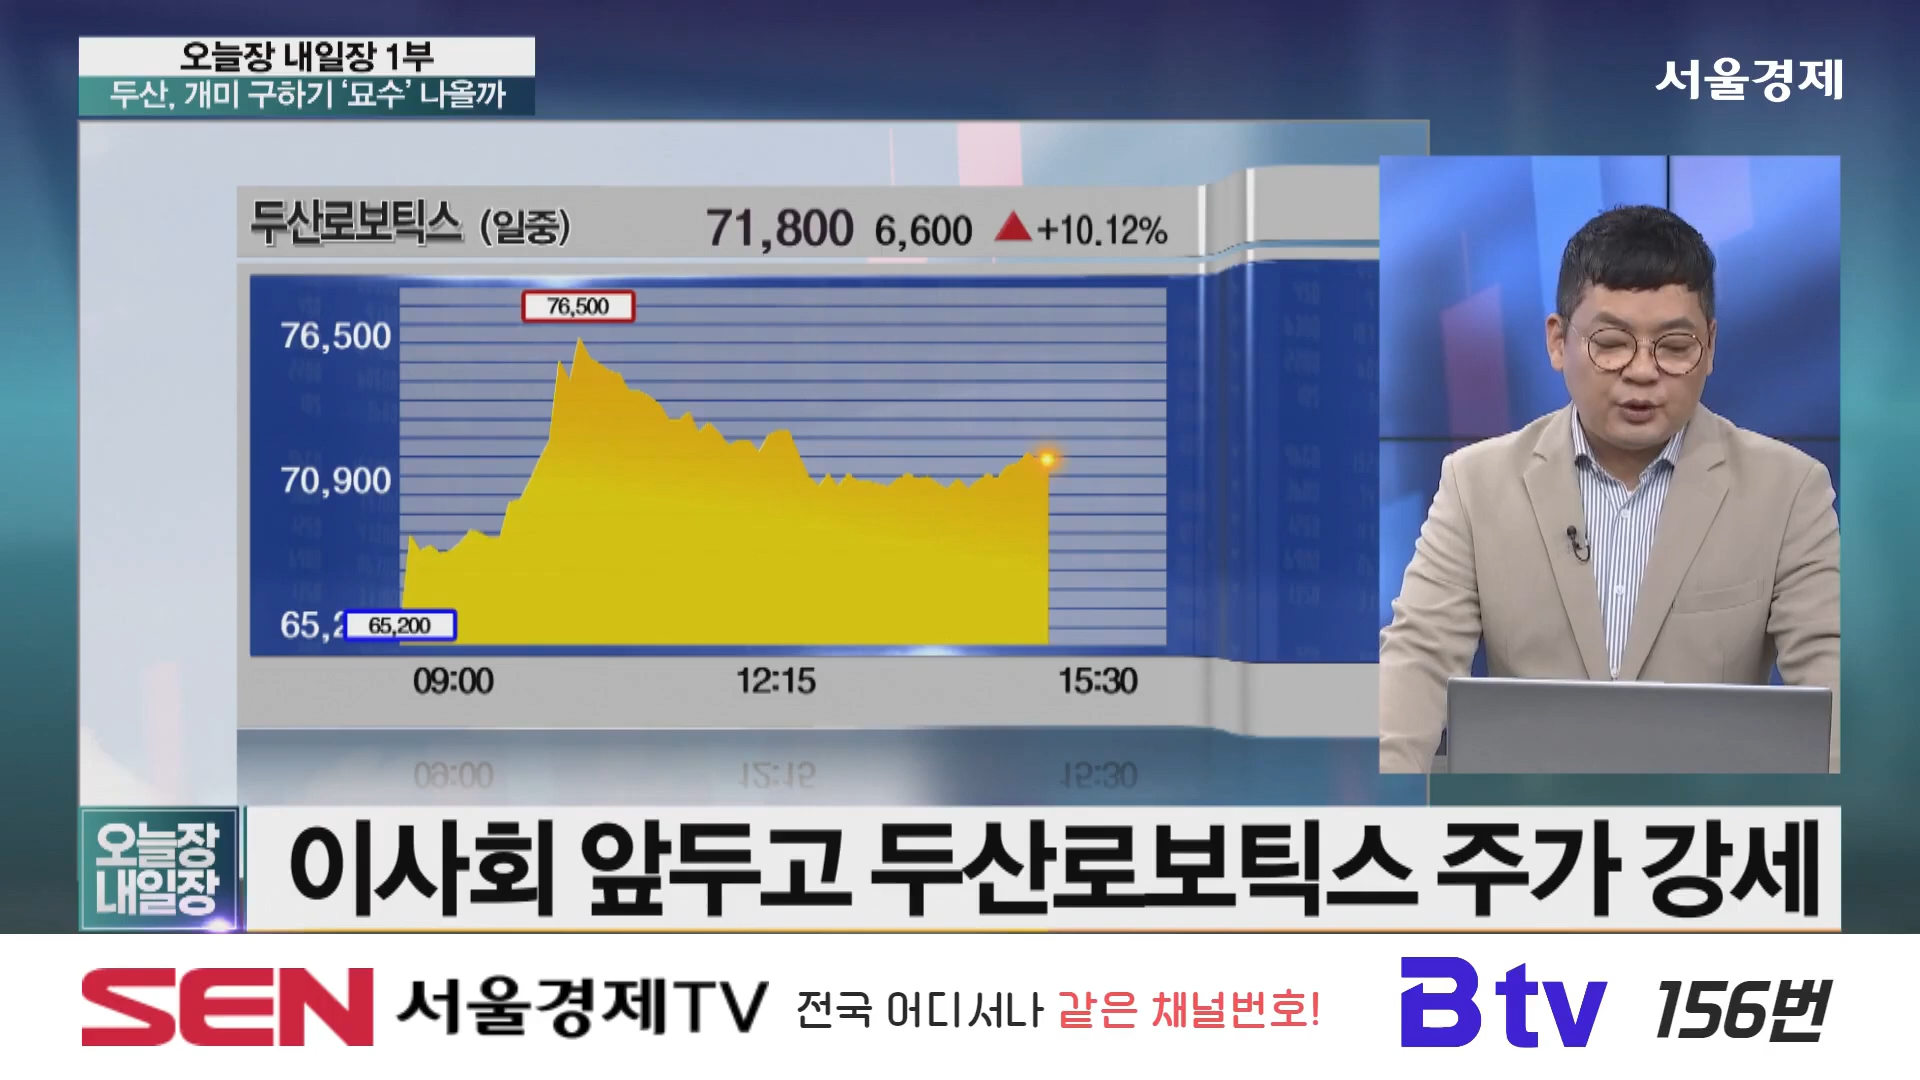 오늘장 내일장 1부
두산, 개미 구하기 ‘묘수’ 나올까
서울경제
두산로보틱스 (일중) 71,800 6,600 ▲+10.12%
76,500
76,500
70,900
65,2
65,200
09:00 12:15 15:30
오늘장
내일장
이사회 앞두고 두산로보틱스 주가 강세
SEN 서울경제TV 전국 어디서나 같은 채널번호! B tv 156번